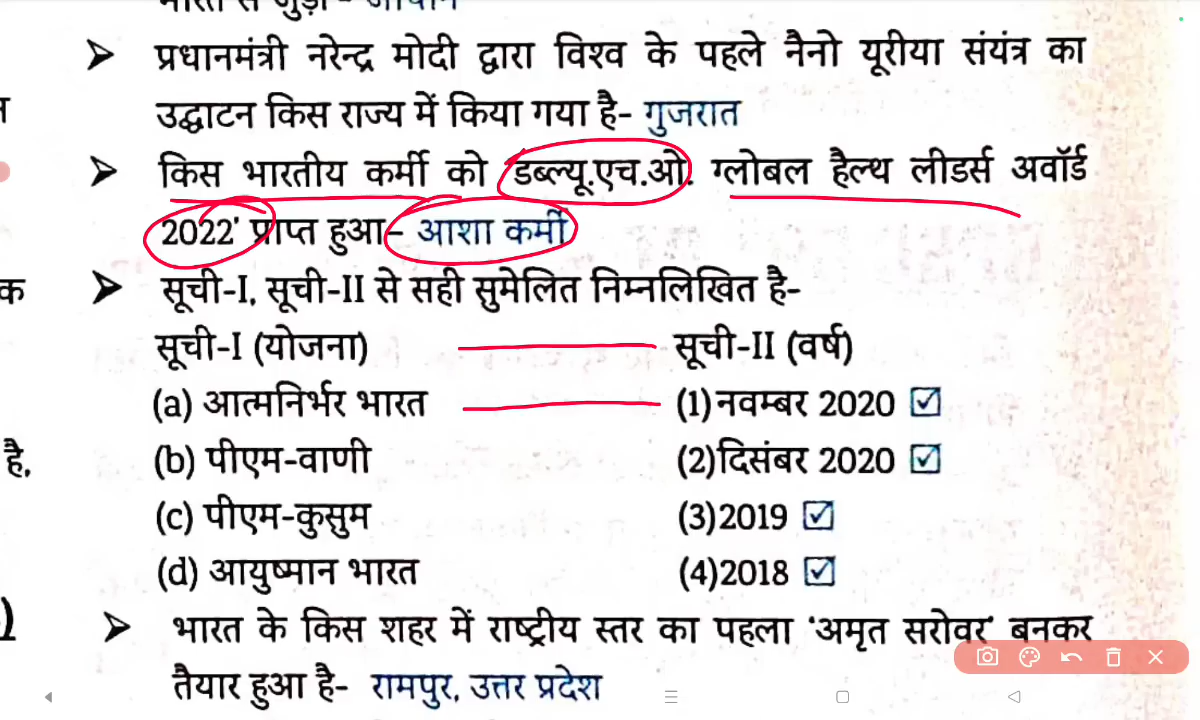 प्रधानमंत्री नरेन्द्र मोदी द्वारा विश्व के पहले नैनो यूरीया संयंत्र का
उद्घाटन किस राज्य में किया गया है- गुजरात
किस भारतीय कर्मी को डब्ल्यू.एच.ओ. ग्लोबल हैल्थ लीडर्स अवॉर्ड
2022' प्राप्त हुआ- आशा कर्मी
सूची-I, सूची-II से सही सुमेलित निम्नलिखित है-
सूची-I (योजना) सूची-II (वर्ष)
(a) आत्मनिर्भर भारत (1)नवम्बर 2020
(b) पीएम-वाणी (2)दिसंबर 2020
(c) पीएम-कुसुम (3)2019
(d) आयुष्मान भारत (4)2018
भारत के किस शहर में राष्ट्रीय स्तर का पहला 'अमृत सरोवर' बनकर
तैयार हुआ है- रामपुर, उत्तर प्रदेश